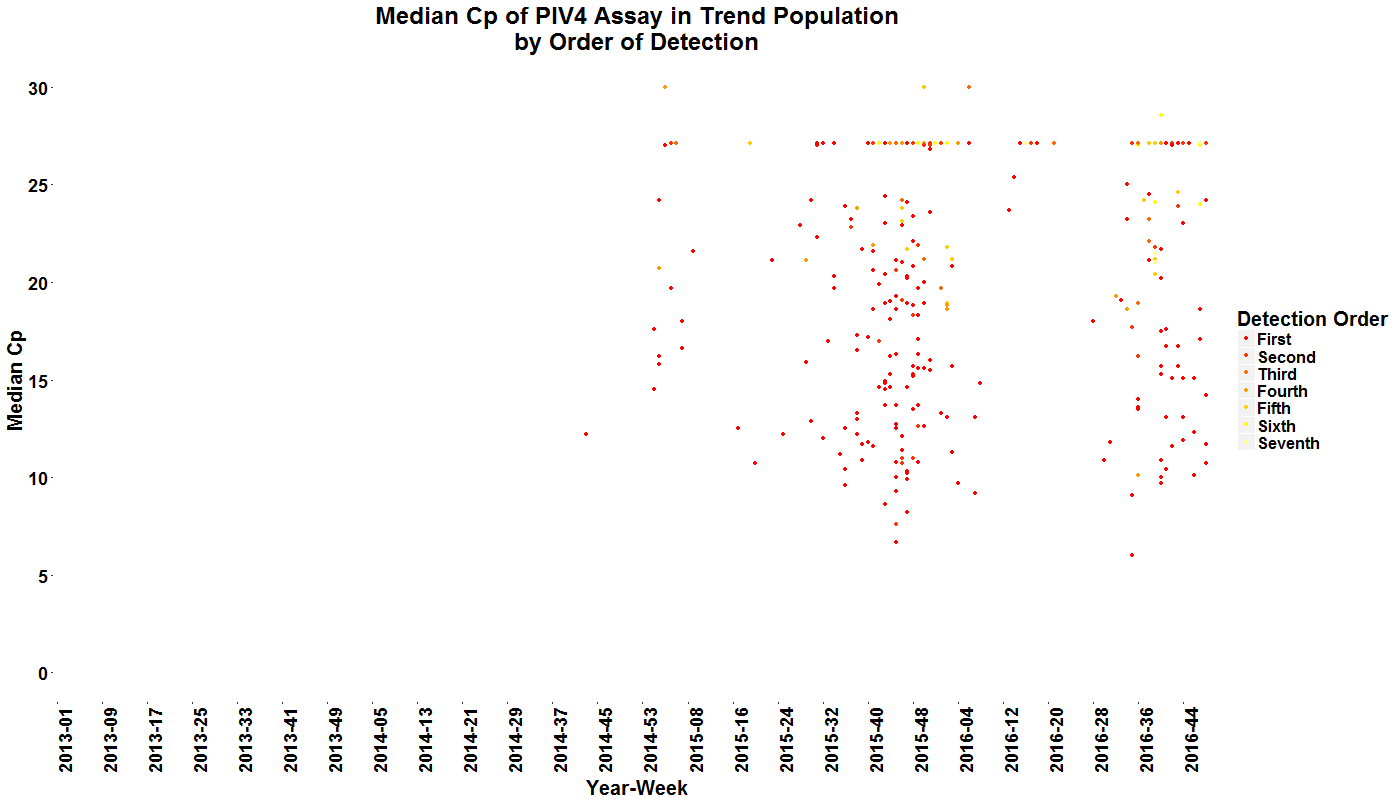 Median Cp of PIV4 Assay in Trend Population
by Order of Detection
Median Cp
30
25
20
15
10
5
0
2013-01
2013-09
2013-17
2013-25
2013-33
2013-41
2013-49
2014-05
2014-13
2014-21
2014-29
2014-37
2014-45
2014-53
2015-08
2015-16
2015-24
2015-32
2015-40
2015-48
2016-04
2016-12
2016-20
2016-28
2016-36
2016-44
Year-Week
Detection Order
First
Second
Third
Fourth
Fifth
Sixth
Seventh